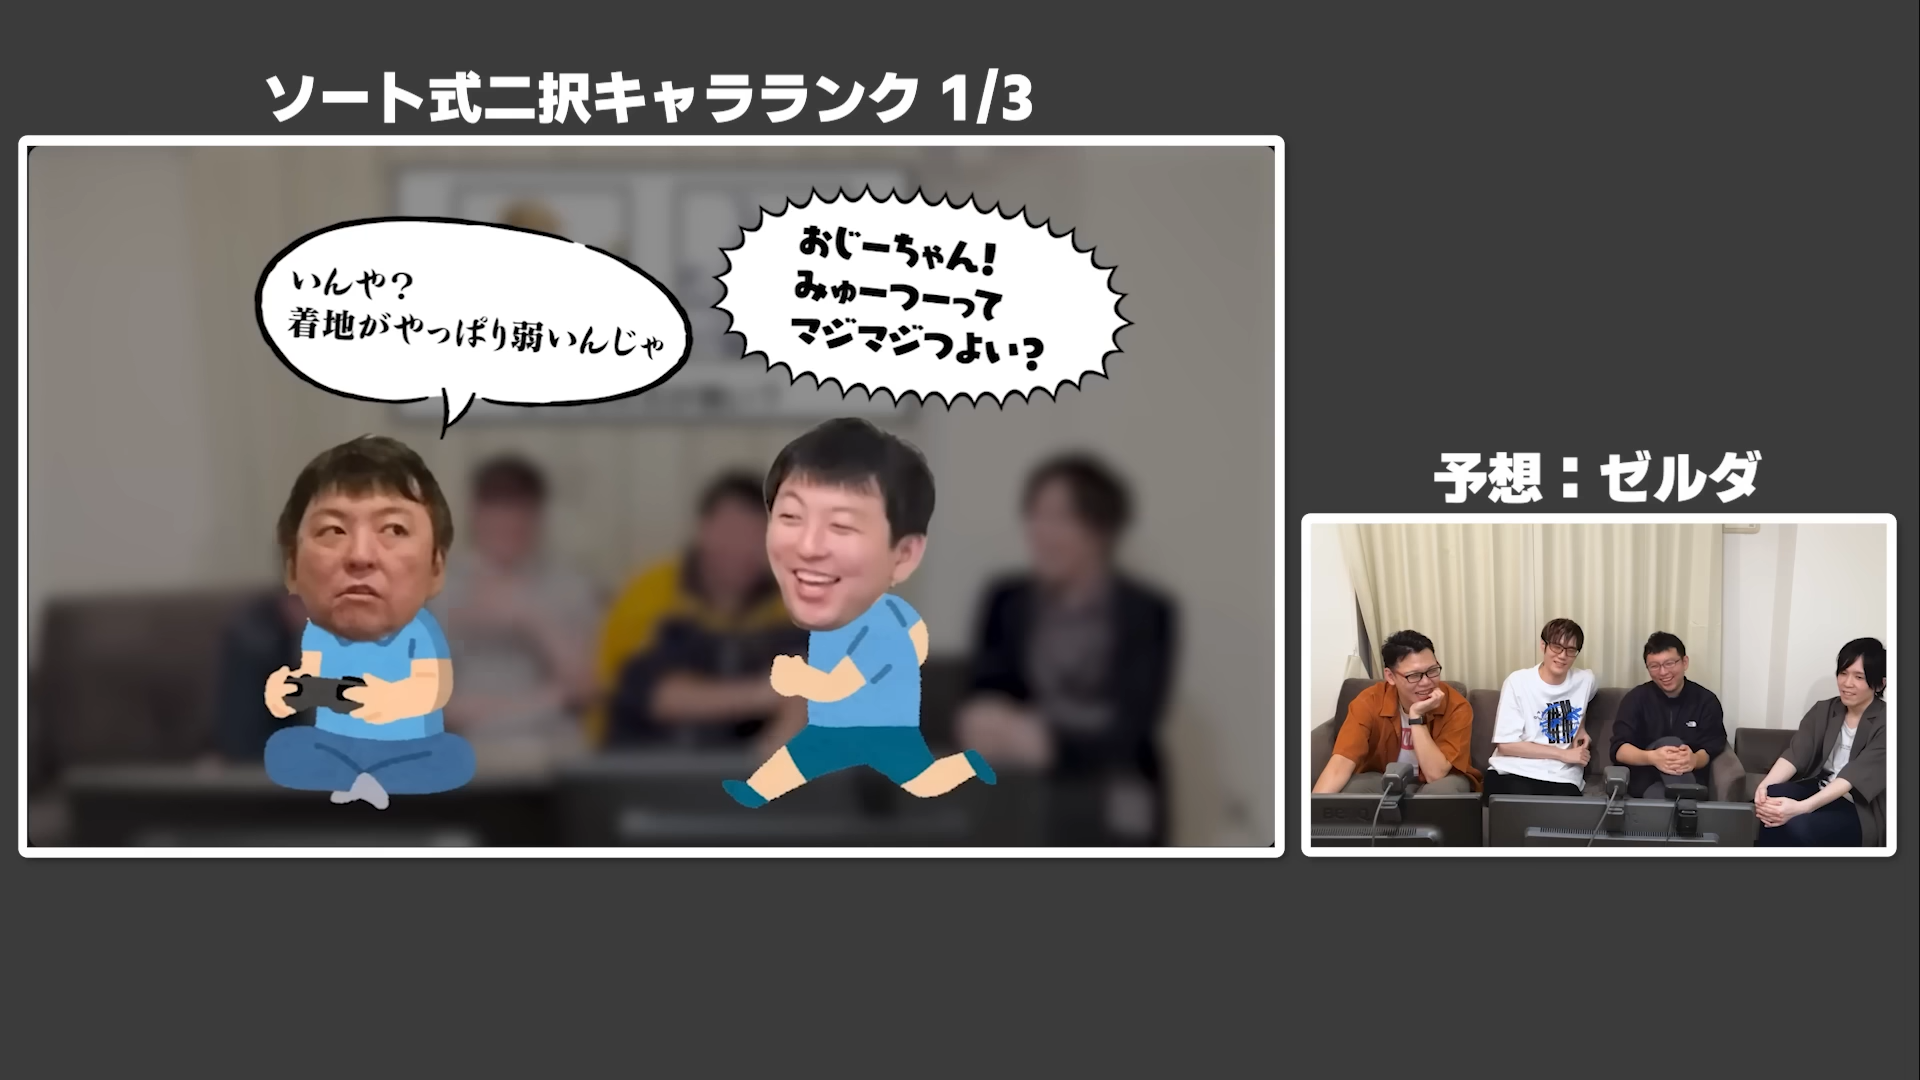 ソート式二択キャラランク 1/3
いんや?
着地がやっぱり弱いんじゃ
おじーちゃん!
みゅーつーって
マジマジつよい?
予想:ゼルダ